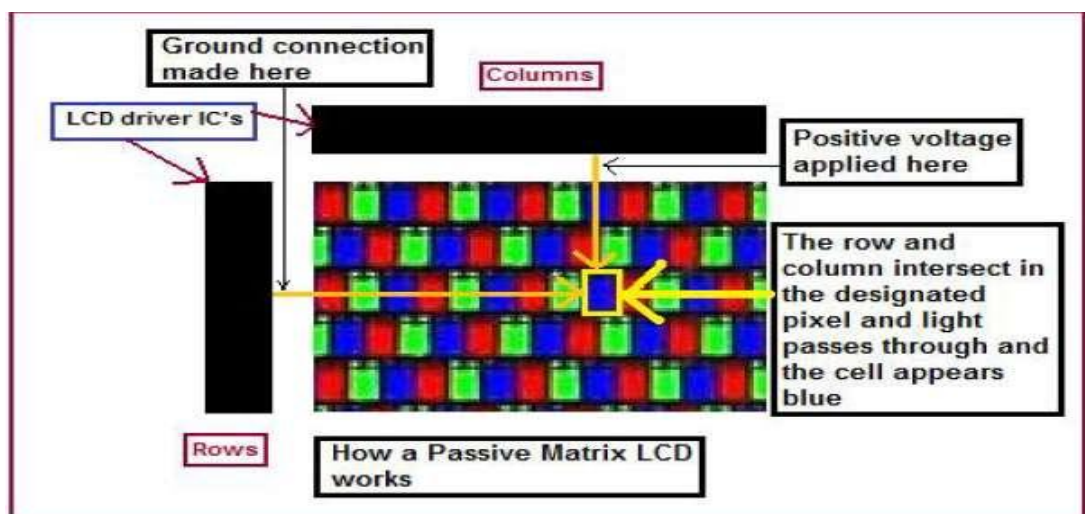 Ground connection
made here
Columns
LCD driver IC's
Positive voltage
applied here
The row and
column intersect in
the designated
pixel and light
passes through and
the cell appears
blue
Rows
How a Passive Matrix LCD
works